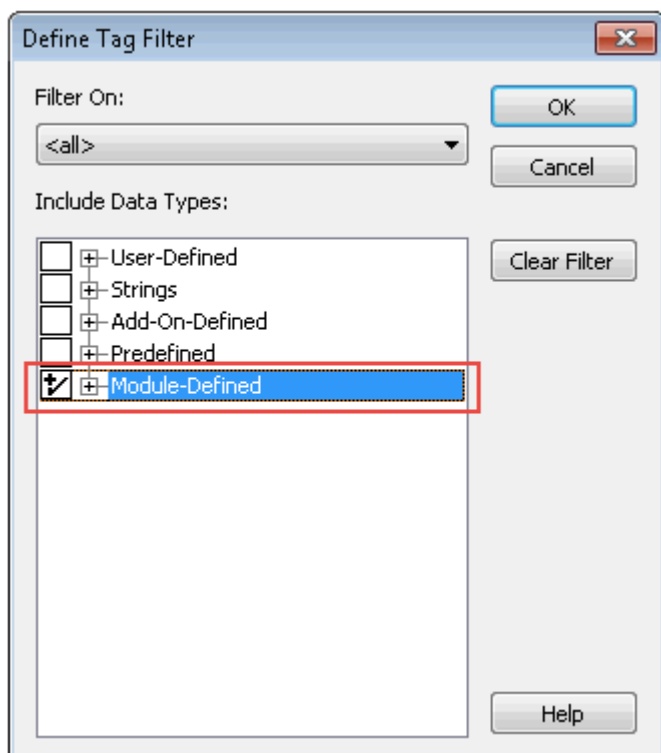 Define Tag Filter
Filter On:
<all>
OK
Cancel
Include Data Types:
Clear Filter
User-Defined
Strings
Add-On-Defined
Predefined
Module-Defined
Help